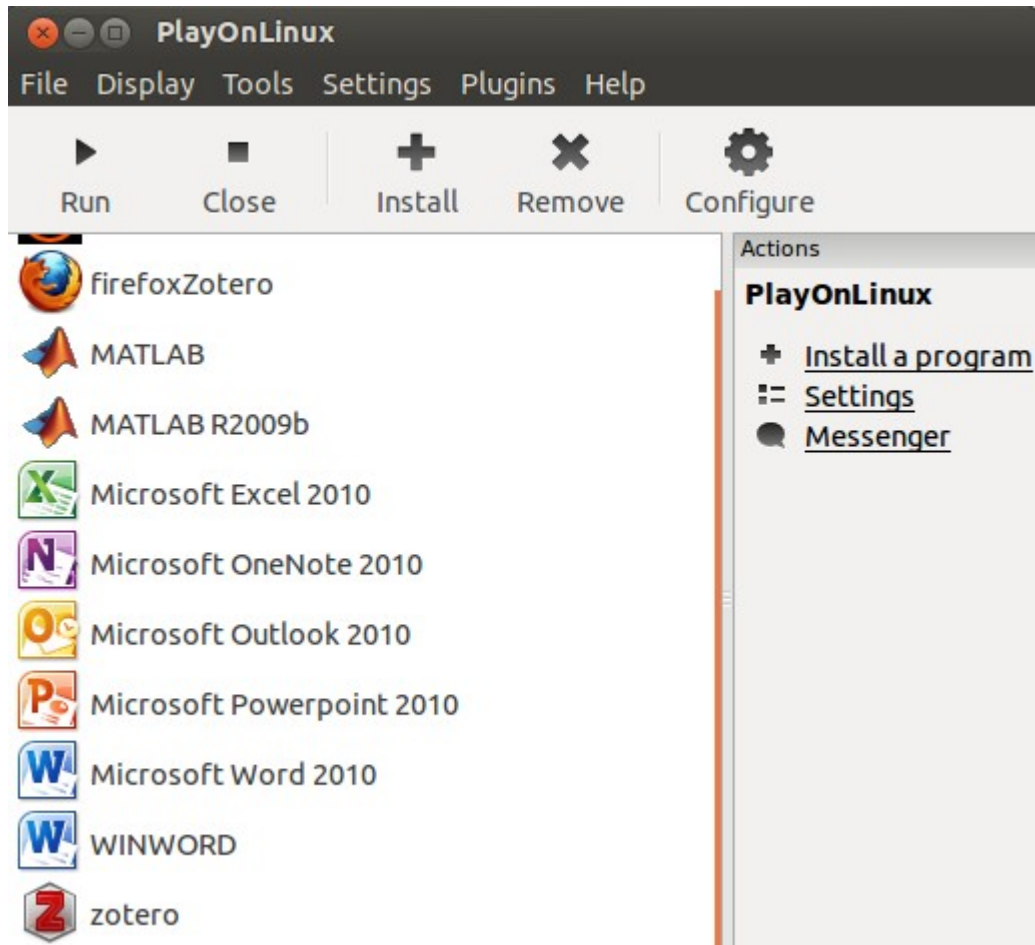 PlayOnLinux
File Display Tools Settings Plugins Help
Run Close Install Remove Configure
firefoxZotero
MATLAB
MATLAB R2009b
Microsoft Excel 2010
Microsoft OneNote 2010
Microsoft Outlook 2010
Microsoft Powerpoint 2010
Microsoft Word 2010
WINWORD
zotero
Actions
PlayOnLinux
Install a program
Settings
Messenger